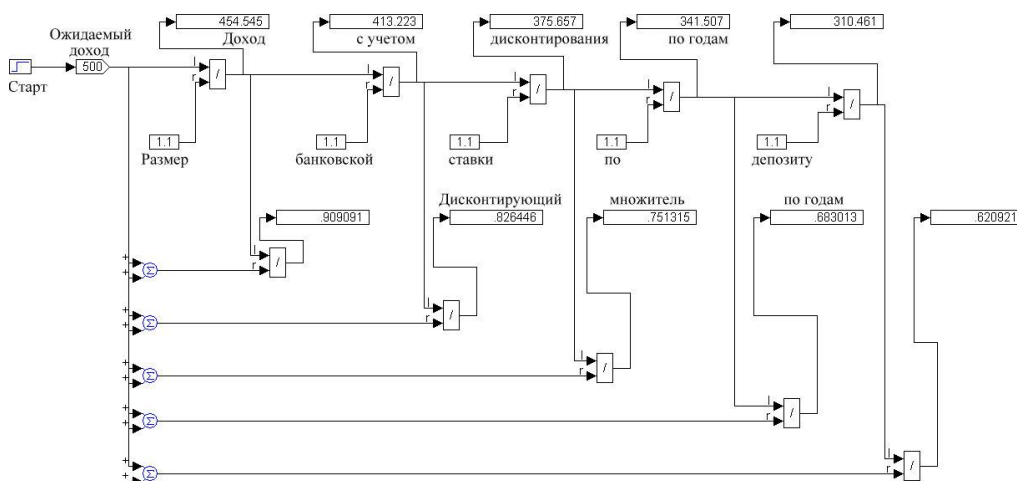 454.545 413.223 375.657 341.507 310.461
Ожидаемый доход Доход с учетом дисконтирования по годам
500 l r / l r / l r / l r / l r /
Старт
1.1 1.1 1.1 1.1 1.1
Размер банковской ставки по депозиту
Дисконтирующий множитель по годам
.909091 .826446 .751315 .683013 .620921
+ + Σ l r /
+ + Σ l r /
+ + Σ l r /
+ + Σ l r /
+ + Σ l r /